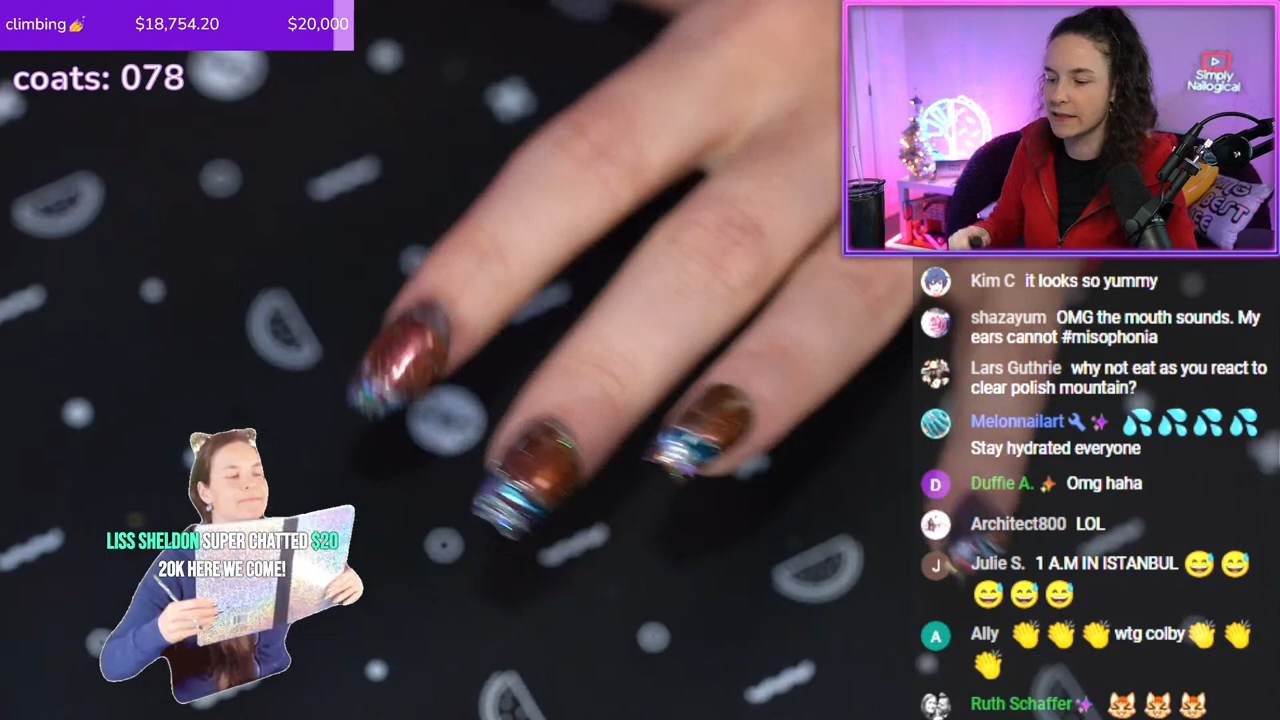 climbing💅 $18,754.20 $20,000
coats: 078
Simply
Nailogical
Kim C it looks so yummy
shazayum OMG the mouth sounds. My
ears cannot #misophonia
Lars Guthrie why not eat as you react to
clear polish mountain?
Melonnailart 🔧 ✨ 💦 💦 💦 💦
Stay hydrated everyone
D Duffie A. ✨ Omg haha
Architect800 LOL
J Julie S. 1 A.M IN ISTANBUL 😅 😅
😅 😅 😅
A Ally 👏 👏 👏 wtg colby 👏 👏
👏
Ruth Schaffer ✨ 😼 😼 😼
LISS SHELDON SUPER CHATTED $20
20K HERE WE COME!